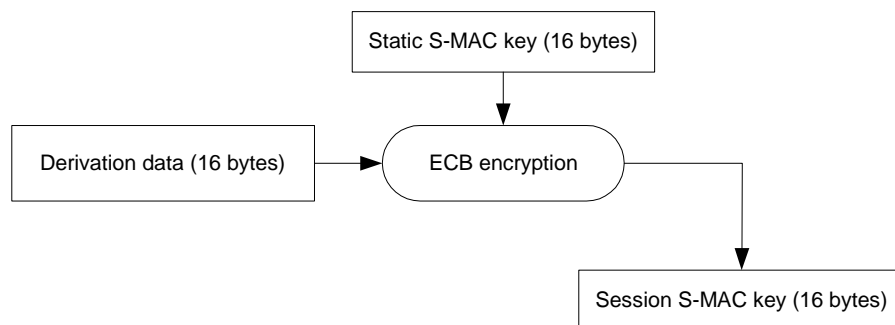 Static S-MAC key (16 bytes)
Derivation data (16 bytes)
ECB encryption
Session S-MAC key (16 bytes)